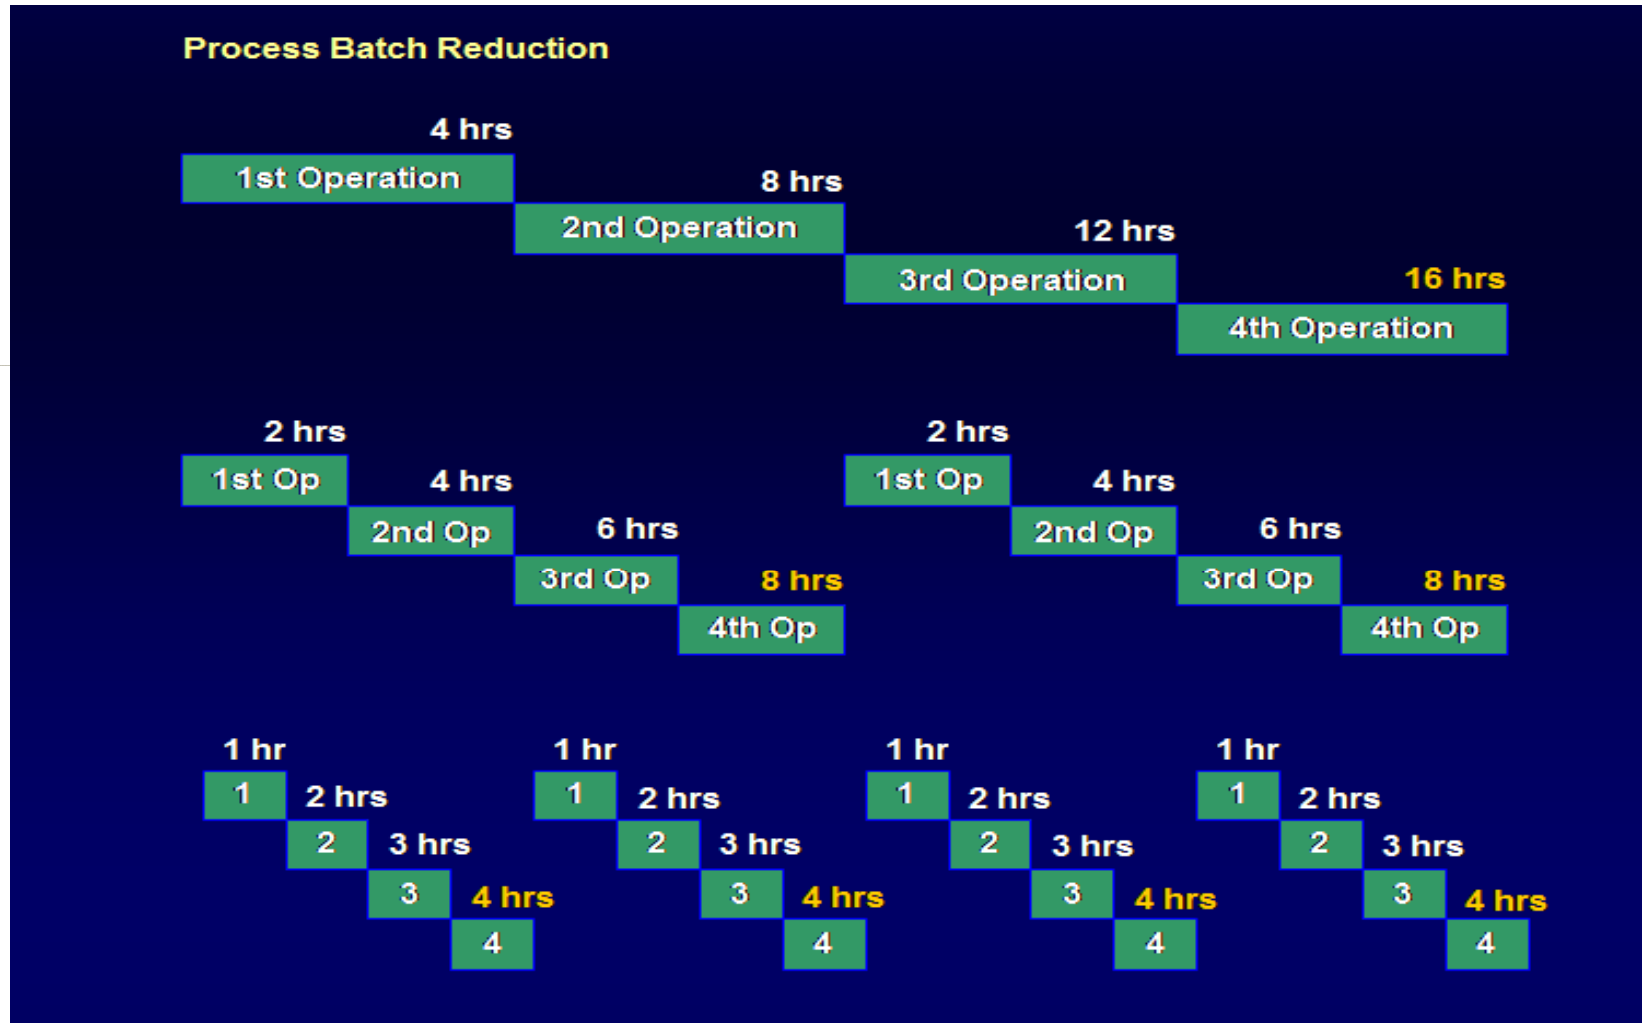 Process Batch Reduction
4 hrs
1st Operation
8 hrs
2nd Operation
12 hrs
3rd Operation
16 hrs
4th Operation
2 hrs
1st Op
4 hrs
2nd Op
6 hrs
3rd Op
8 hrs
4th Op
2 hrs
1st Op
4 hrs
2nd Op
6 hrs
3rd Op
8 hrs
4th Op
1 hr
1
2 hrs
2
3 hrs
3
4 hrs
4
1 hr
1
2 hrs
2
3 hrs
3
4 hrs
4
1 hr
1
2 hrs
2
3 hrs
3
4 hrs
4
1 hr
1
2 hrs
2
3 hrs
3
4 hrs
4